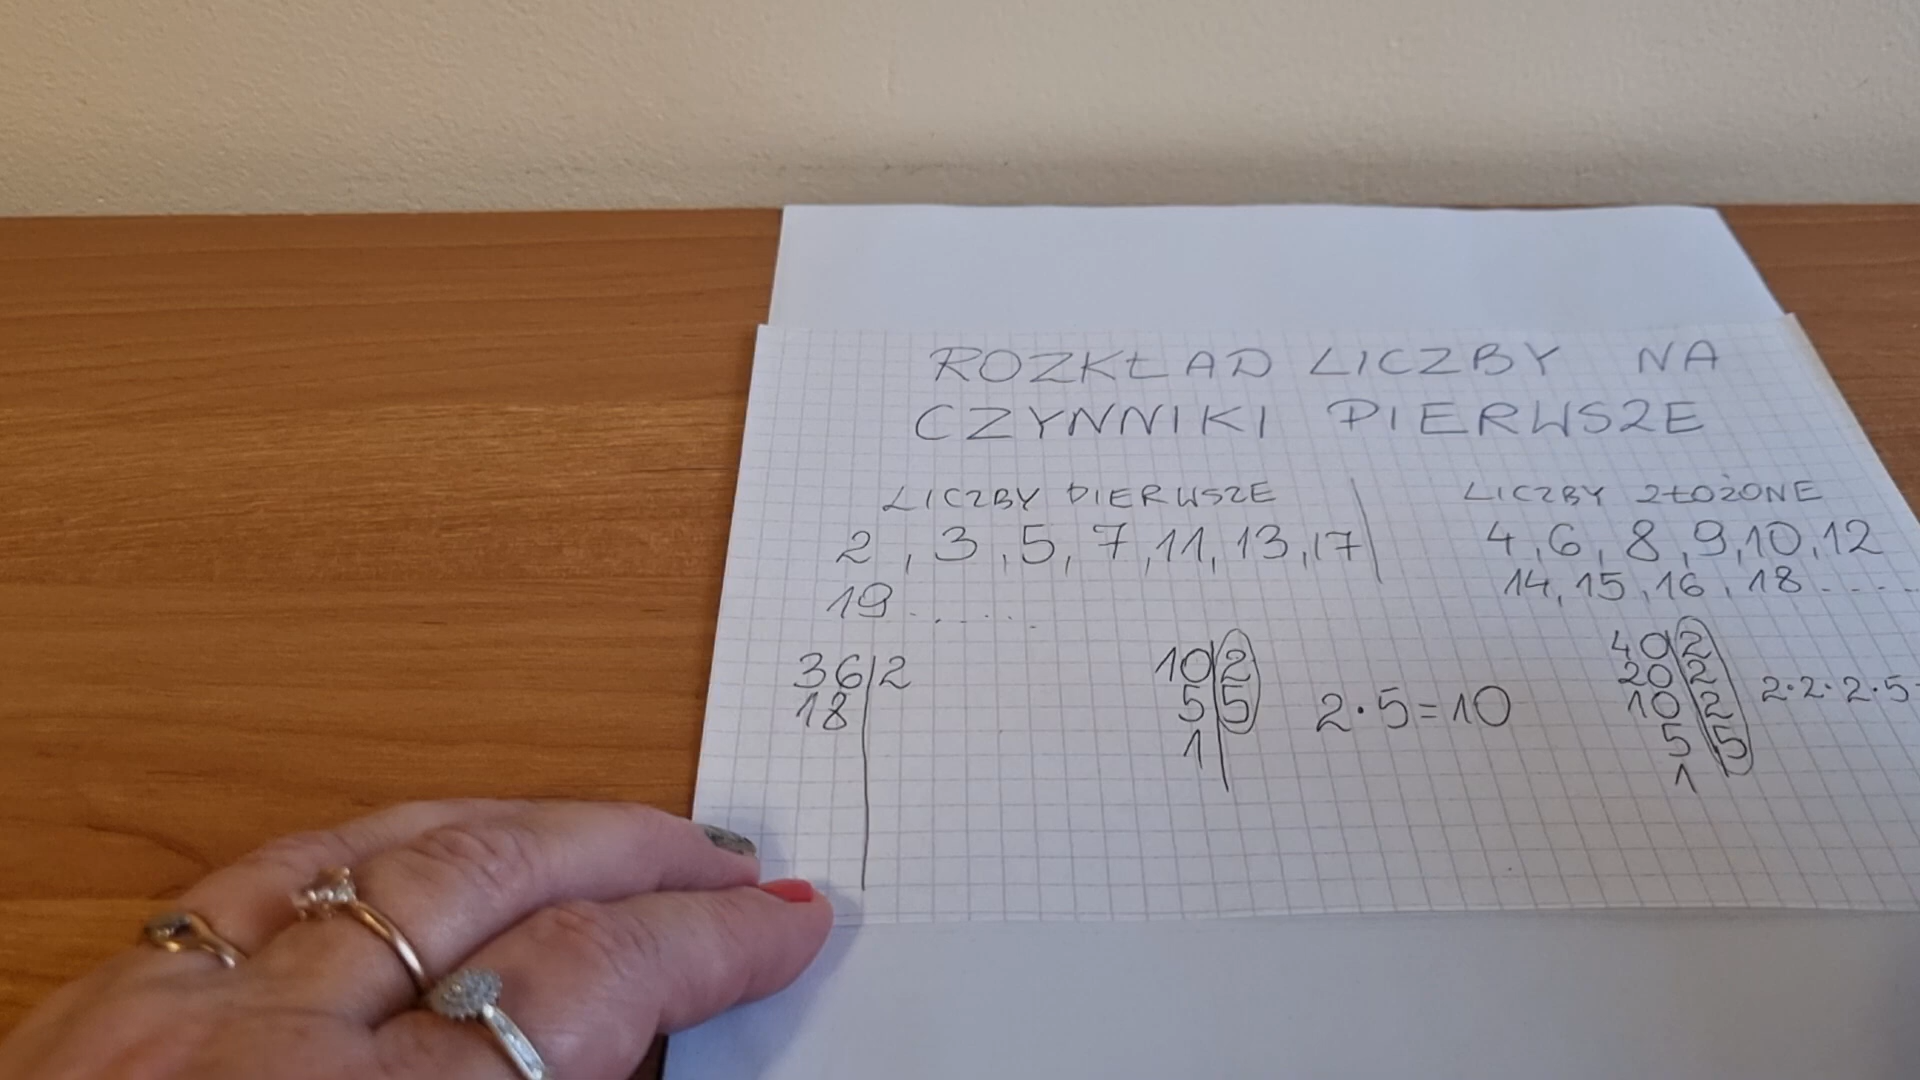 ROZKŁAD LICZBY NA
CZYNNIKI PIERWSZE
LICZBY PIERWSZE
2, 3, 5, 7, 11, 13, 17
19......
LICZBY ZŁOŻONE
4, 6, 8, 9, 10, 12
14, 15, 16, 18.....
36|2
18|
10|2
5|5
1|
2·5=10
40|2
20|2
10|2
5|5
1
2·2·2·5=